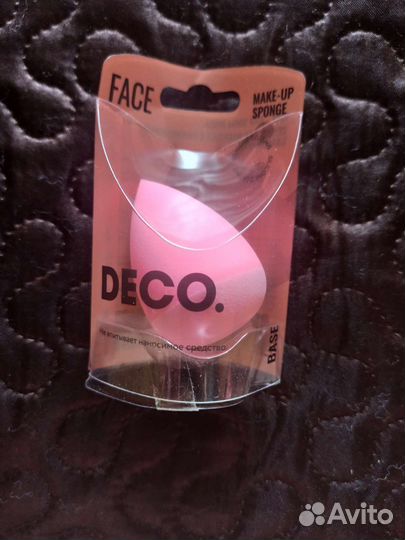 FACE
MAKE-UP
SPONGE
DECO.
Не впитывает наносимое средство
BASE
Avito